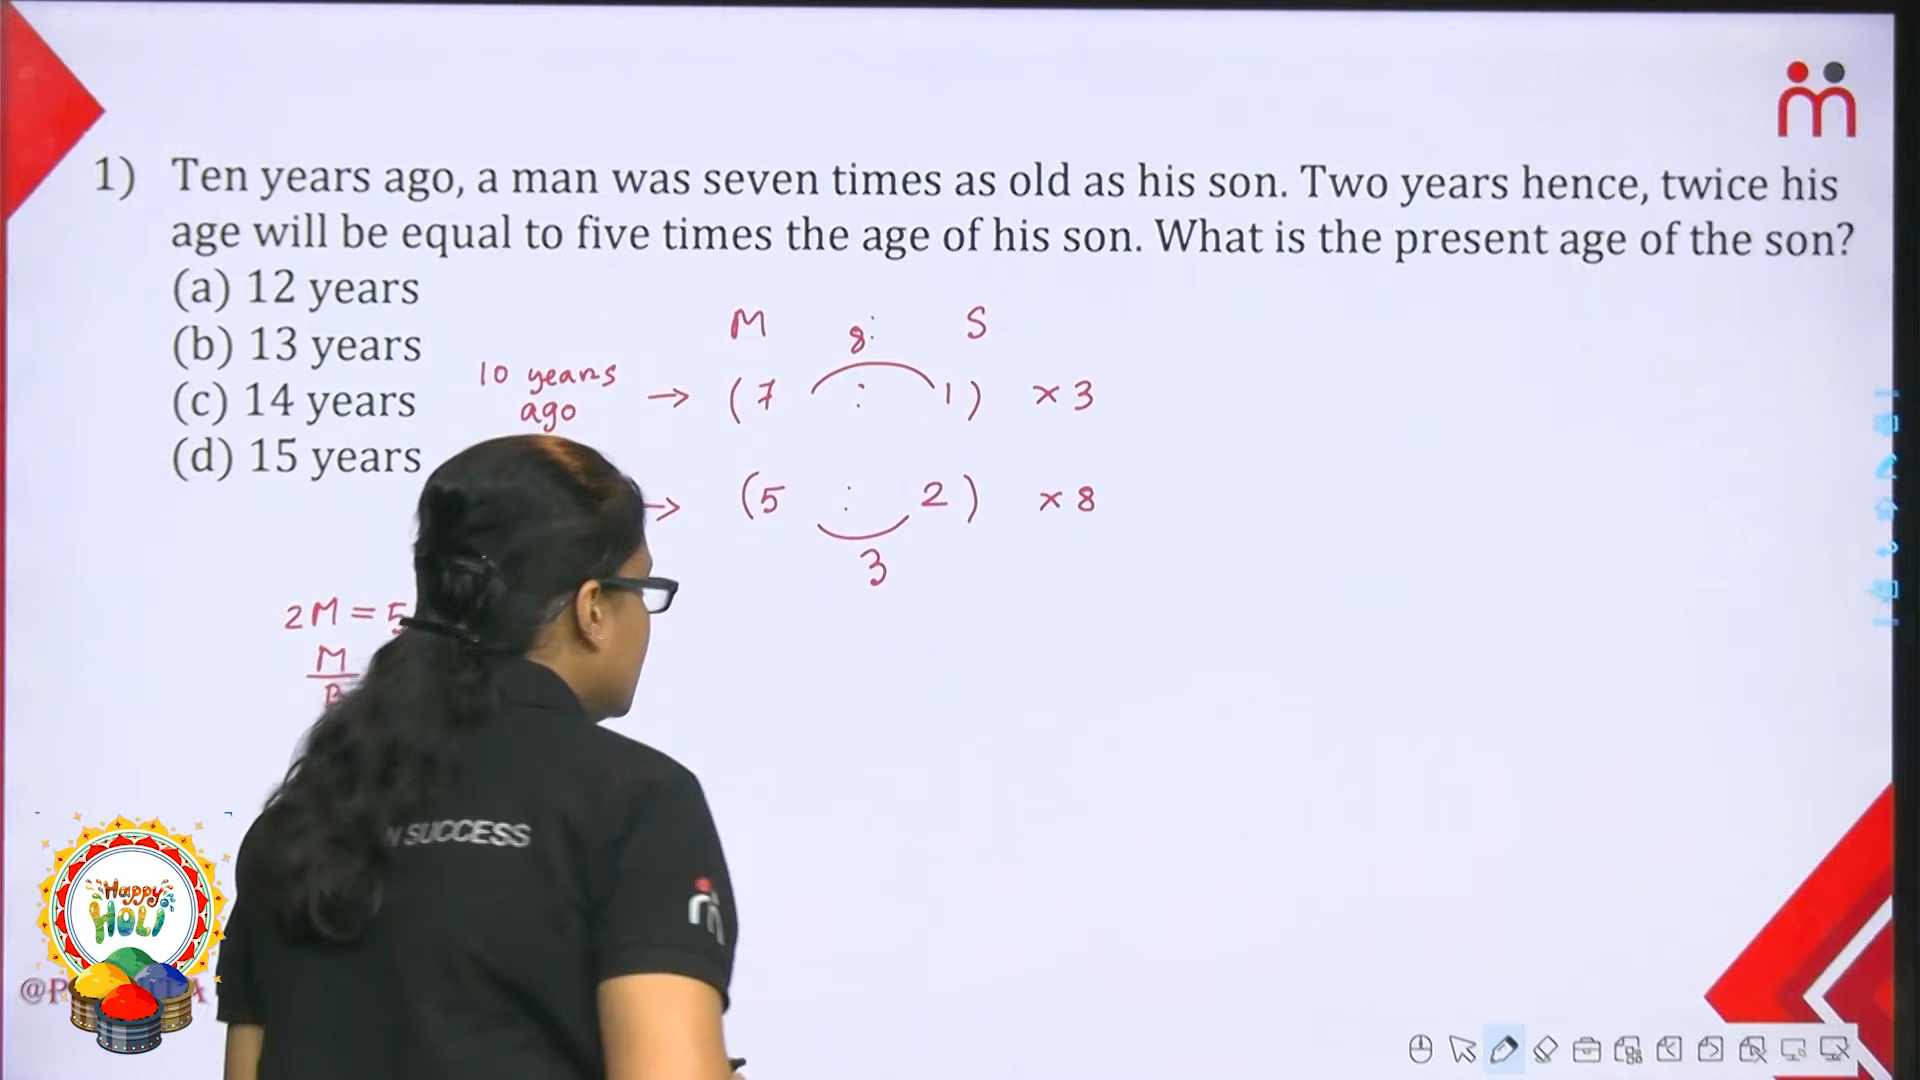 1) Ten years ago, a man was seven times as old as his son. Two years hence, twice his
age will be equal to five times the age of his son. What is the present age of the son?
(a) 12 years
(b) 13 years
(c) 14 years
(d) 15 years
M 8: S
10 years
ago → (7 : 1) × 3
→ (5 : 2) × 8
3
2M = 5
M
SUCCESS
Happy
HOLI